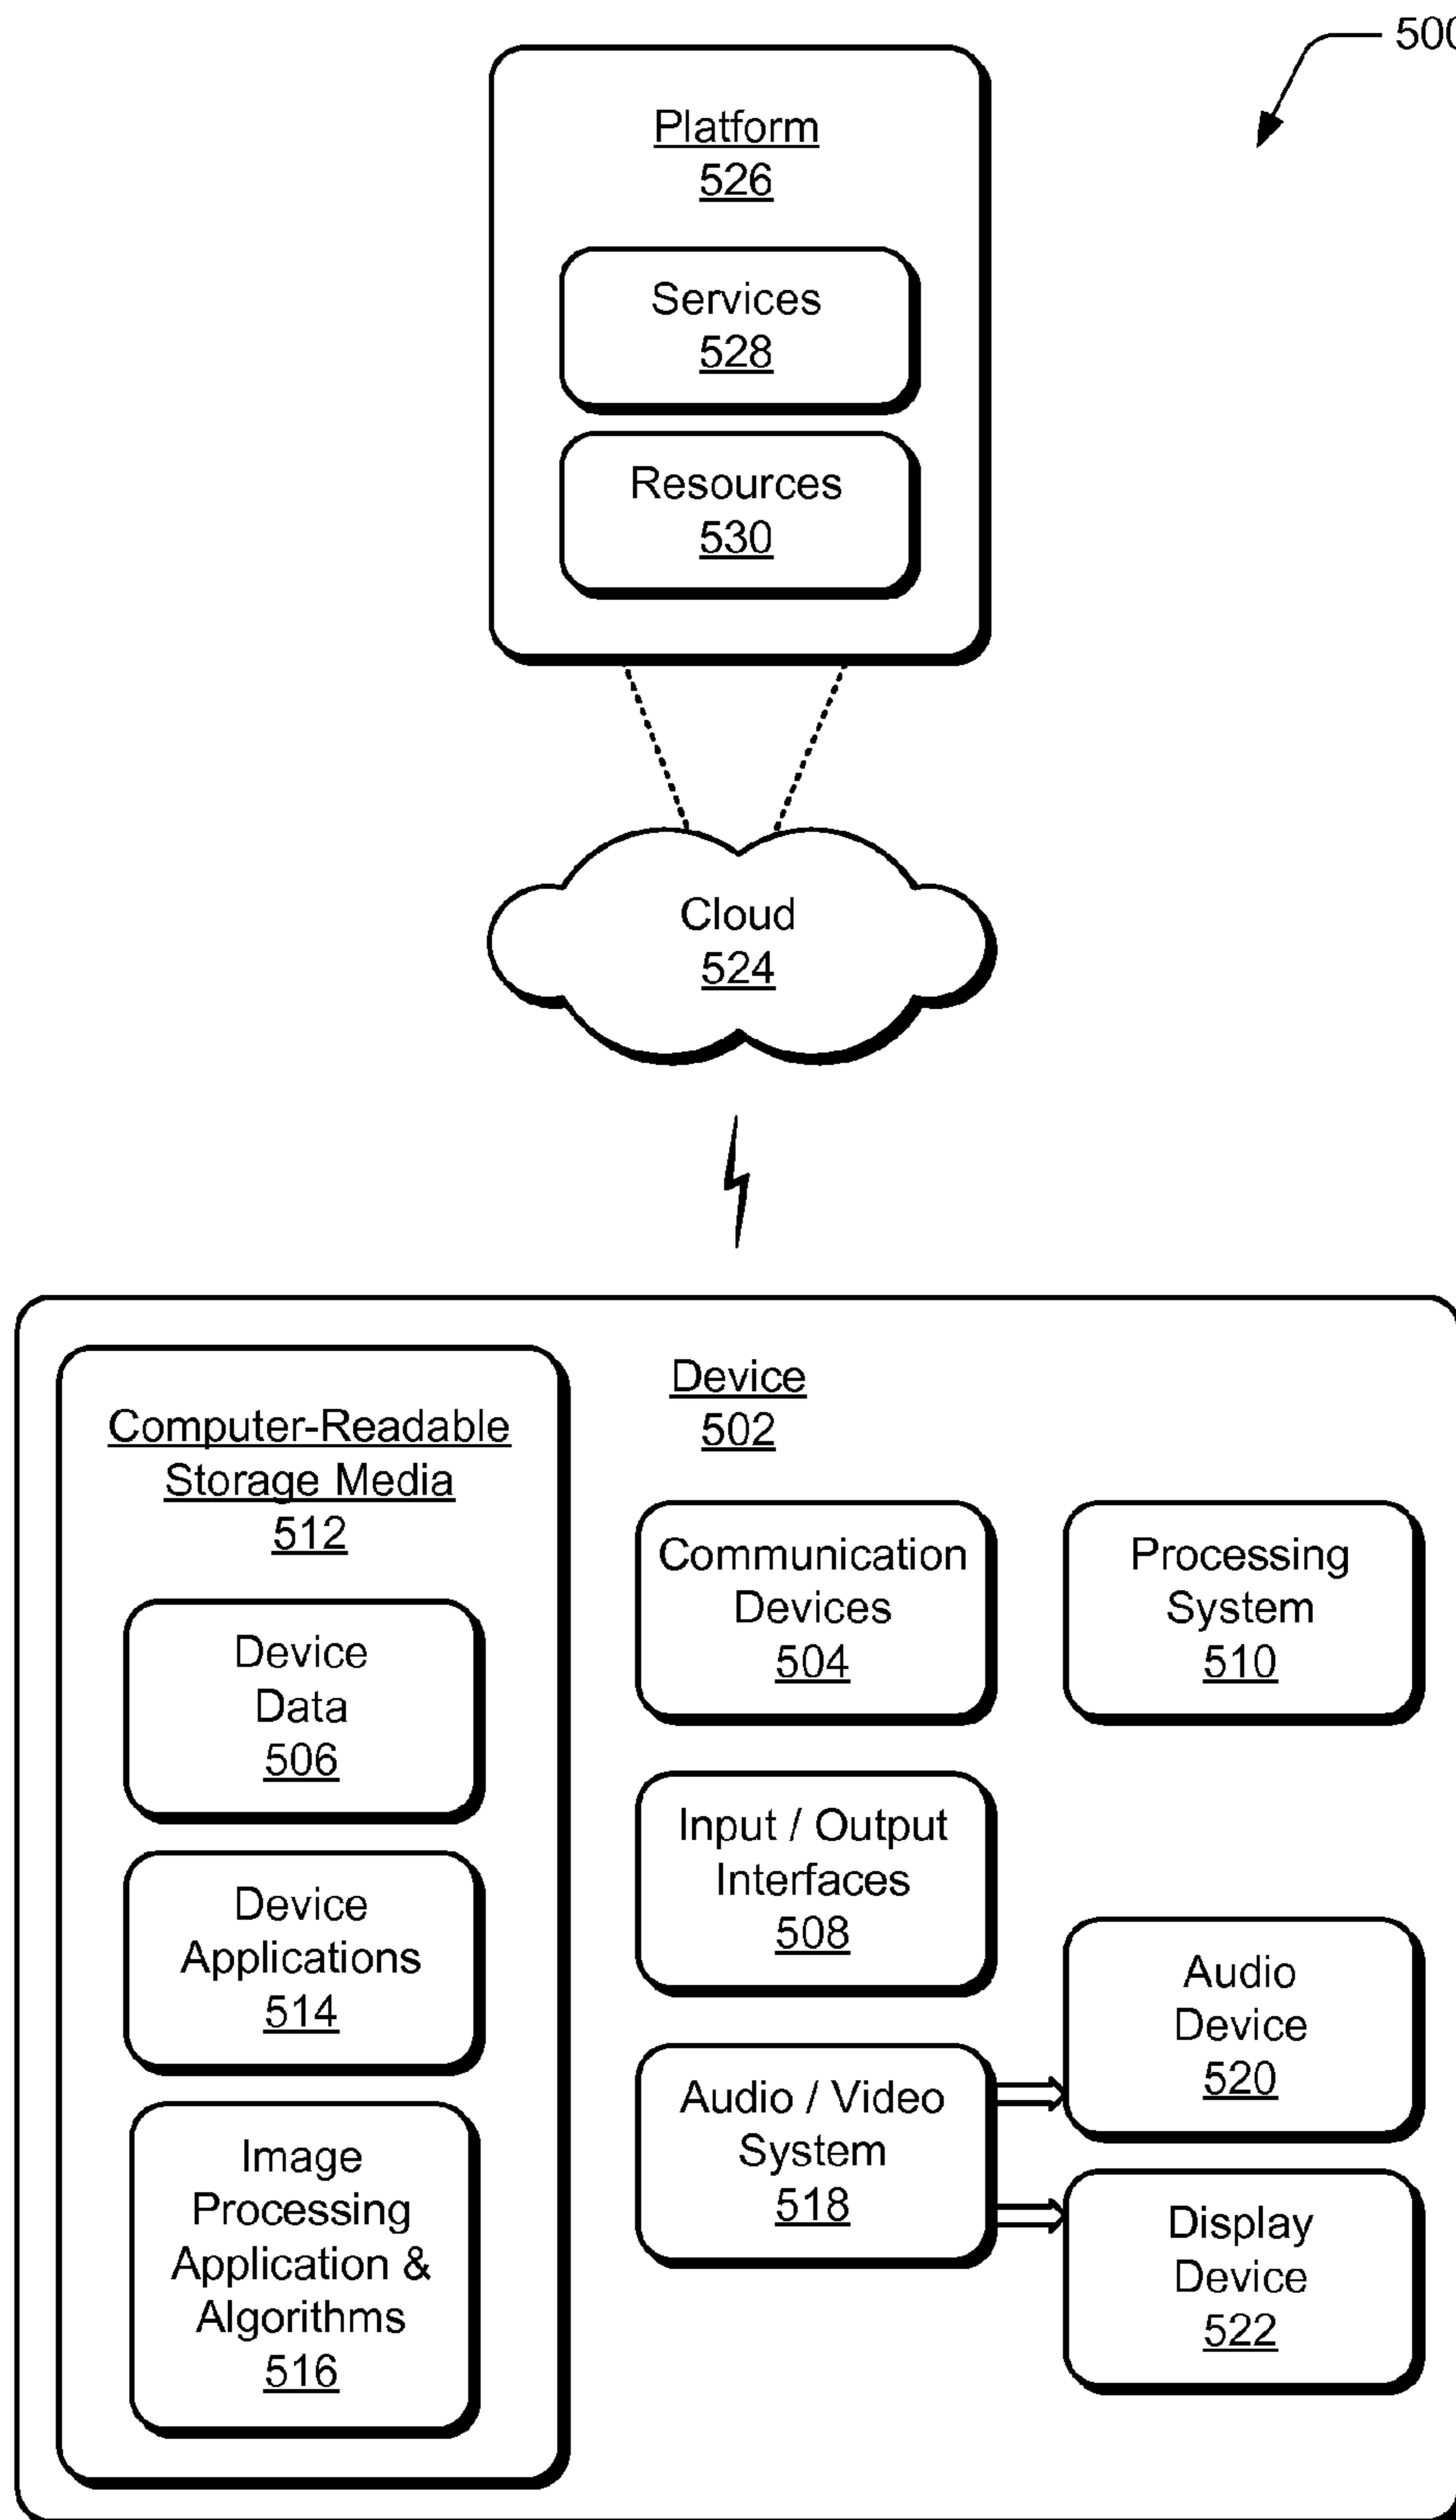 500
Platform
526
Services
528
Resources
530
Cloud
524
Device
502
Computer-Readable
Storage Media
512
Device
Data
506
Device
Applications
514
Image
Processing
Application &
Algorithms
516
Communication
Devices
504
Processing
System
510
Input / Output
Interfaces
508
Audio / Video
System
518
Audio
Device
520
Display
Device
522